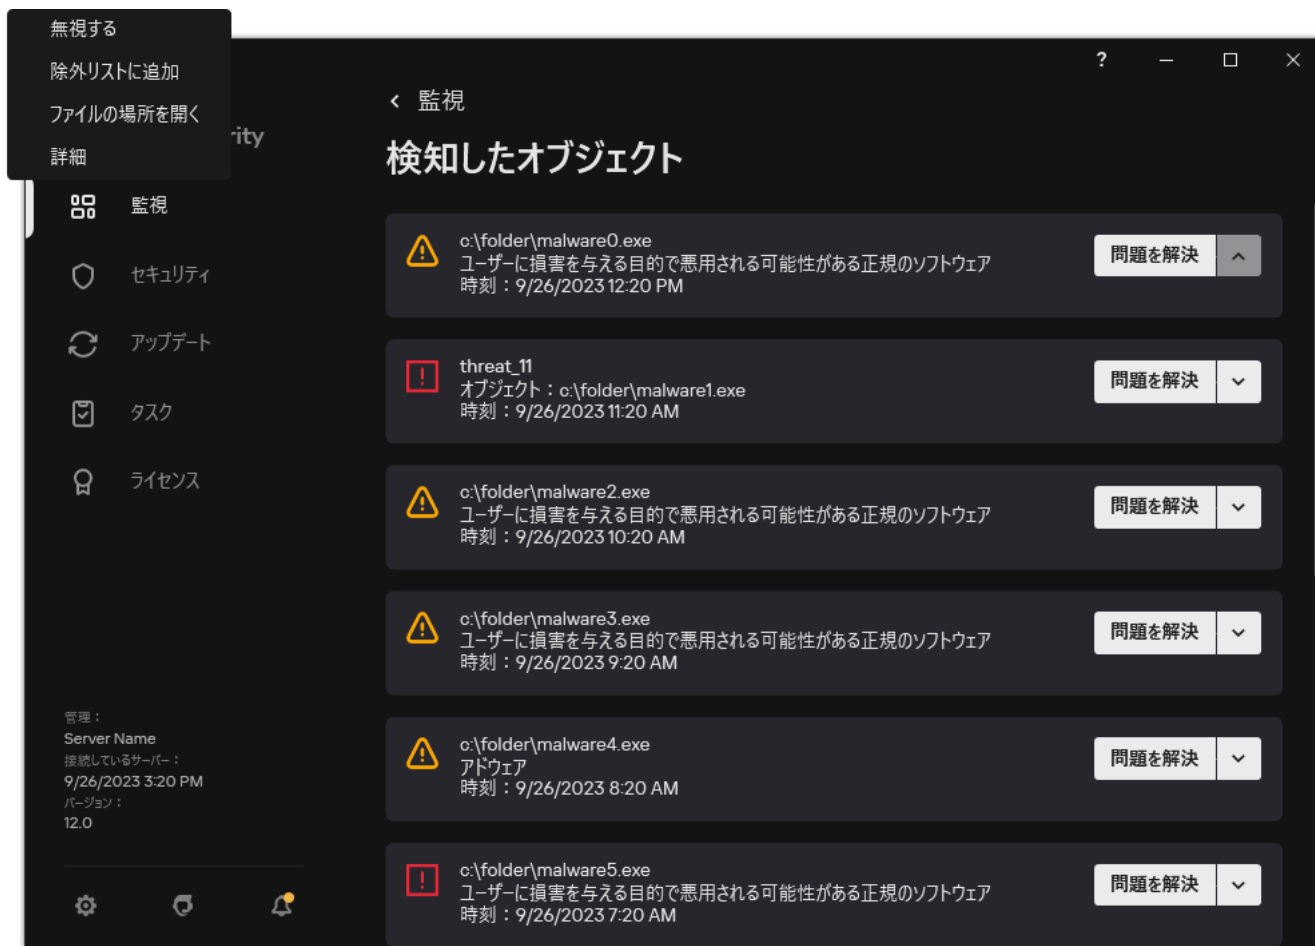 無視する
除外リストに追加
ファイルの場所を開く
詳細
rity
監視
セキュリティ
アップデート
タスク
ライセンス
管理：
Server Name
接続しているサーバー：
9/26/2023 3:20 PM
バージョン：
12.0
?
監視
検知したオブジェクト
c:\folder\malware0.exe
ユーザーに損害を与える目的で悪用される可能性がある正規のソフトウェア
時刻：9/26/2023 12:20 PM
問題を解決
threat_11
オブジェクト：c:\folder\malware1.exe
時刻：9/26/2023 11:20 AM
問題を解決
c:\folder\malware2.exe
ユーザーに損害を与える目的で悪用される可能性がある正規のソフトウェア
時刻：9/26/2023 10:20 AM
問題を解決
c:\folder\malware3.exe
ユーザーに損害を与える目的で悪用される可能性がある正規のソフトウェア
時刻：9/26/2023 9:20 AM
問題を解決
c:\folder\malware4.exe
アドウェア
時刻：9/26/2023 8:20 AM
問題を解決
c:\folder\malware5.exe
ユーザーに損害を与える目的で悪用される可能性がある正規のソフトウェア
時刻：9/26/2023 7:20 AM
問題を解決